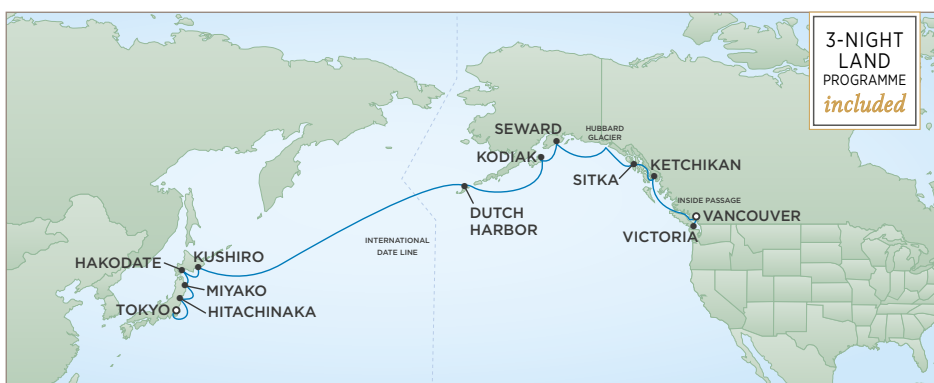 3-NIGHT
LAND
PROGRAMME
included
SEWARD
HUBBARD
GLACIER
KODIAK
SITKA
KETCHIKAN
INSIDE PASSAGE
VANCOUVER
VICTORIA
DUTCH
HARBOR
INTERNATIONAL
DATE LINE
HAKODATE
KUSHIRO
MIYAKO
TOKYO
HITACHINAKA